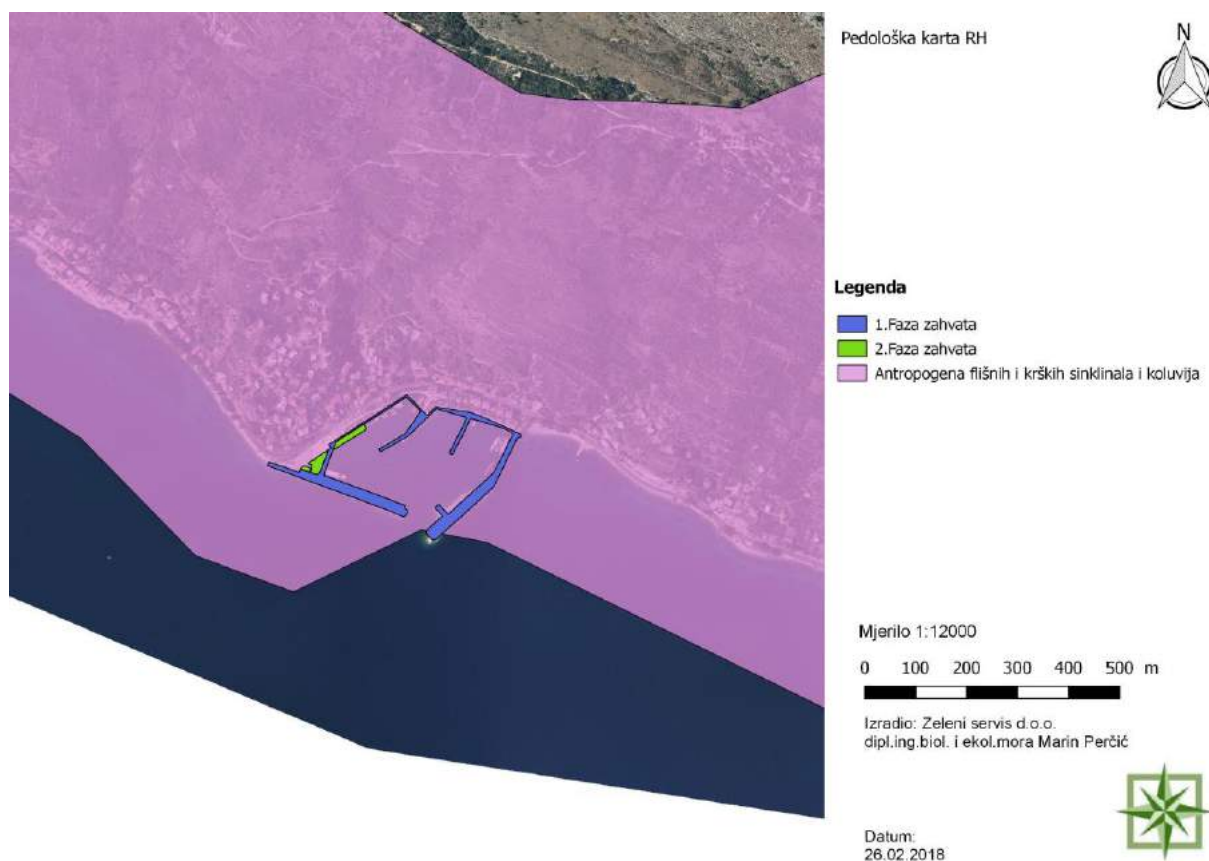 Pedološka karta RH
N
Legenda
1.Faza zahvata
2.Faza zahvata
Antropogena flišnih i krških sinklinala i koluvija
Mjerilo 1:12000
0 100 200 300 400 500 m
Izradio: Zeleni servis d.o.o.
dipl.ing.biol. i ekol.mora Marin Perčić
Datum:
26.02.2018